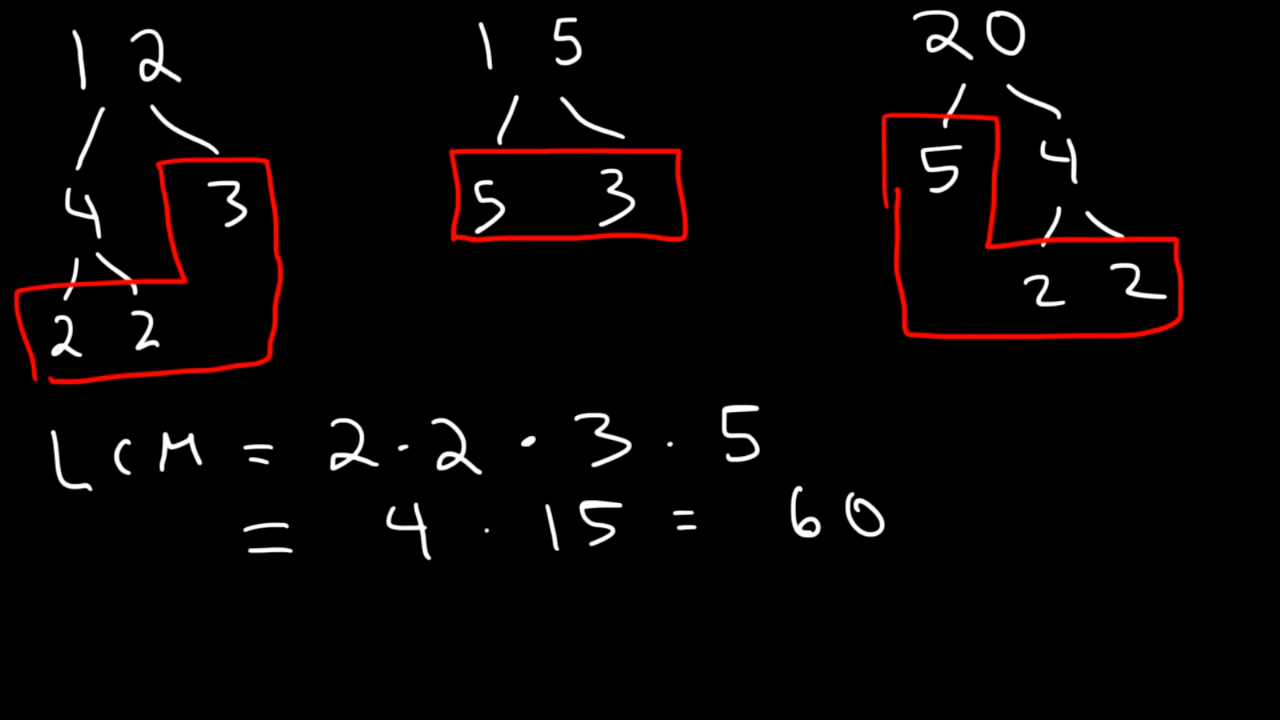 12 15 20
5 4
4 3 5 3
2 2 2 2
LCM = 2 · 2 · 3 · 5
= 4 · 15 = 60